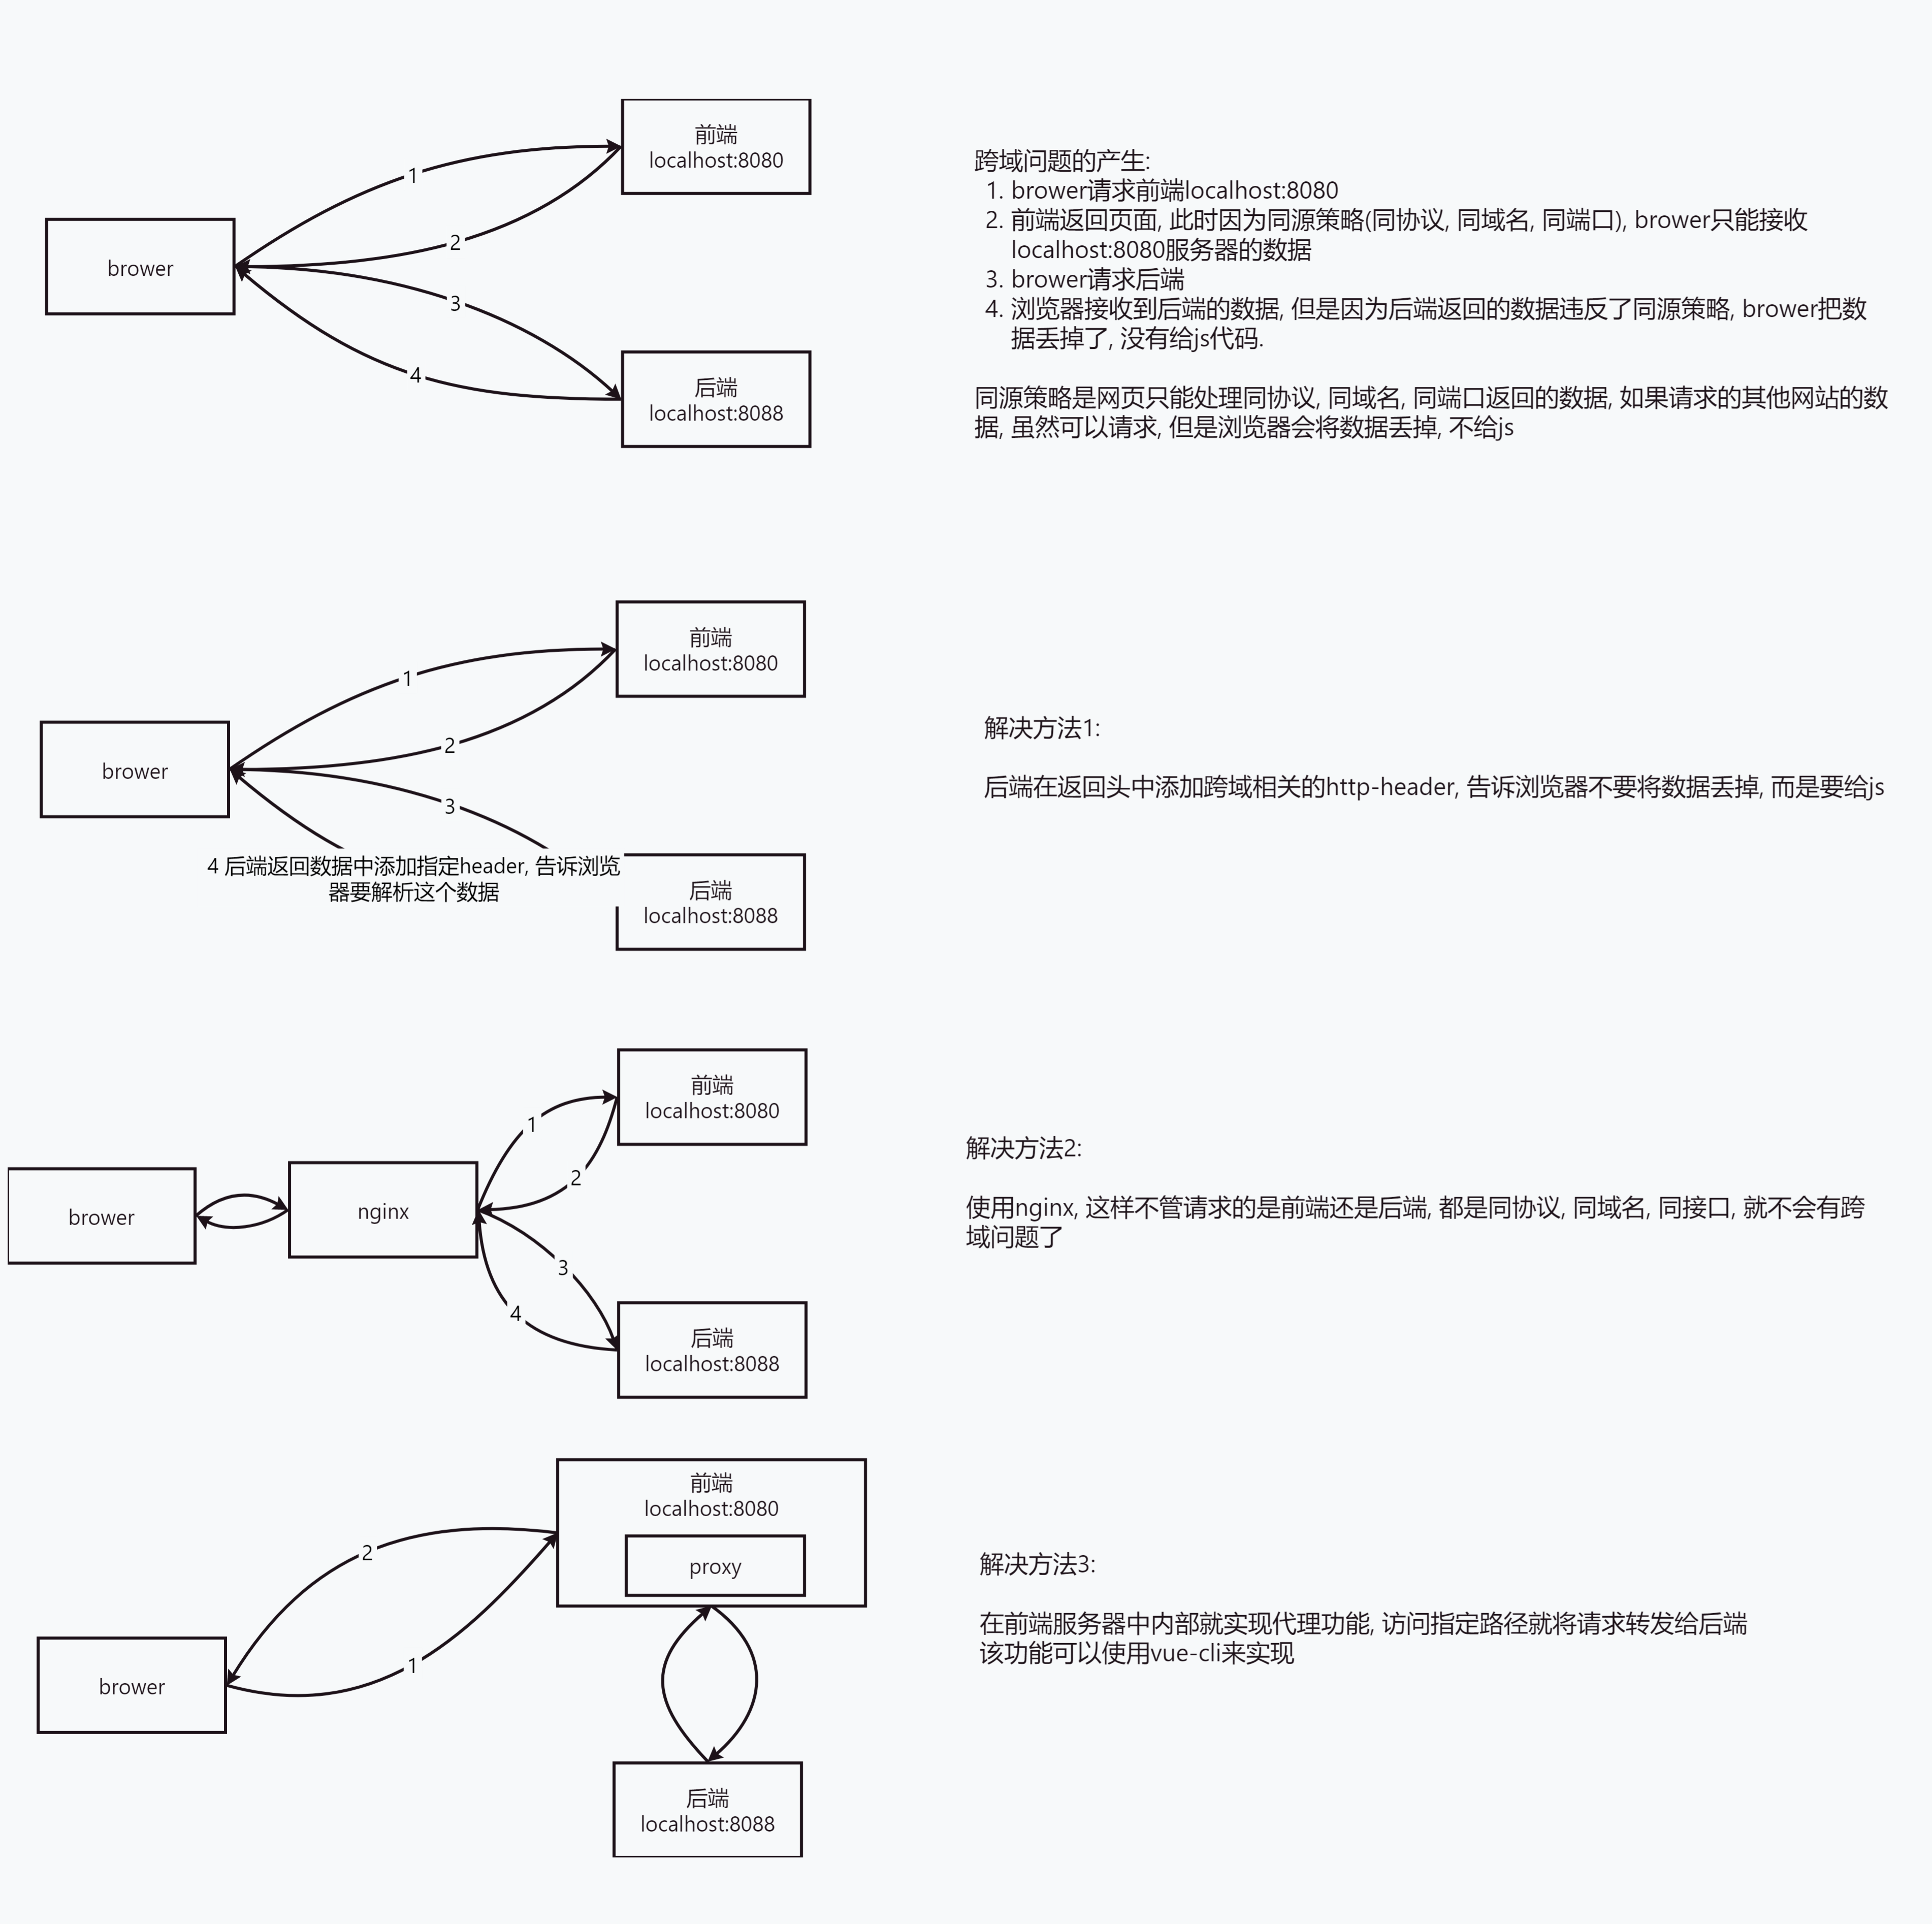 前端
localhost:8080
1
2
brower
3
4
后端
localhost:8088
跨域问题的产生:
1. brower请求前端localhost:8080
2. 前端返回页面, 此时因为同源策略(同协议, 同域名, 同端口), brower只能接收
localhost:8080服务器的数据
3. brower请求后端
4. 浏览器接收到后端的数据, 但是因为后端返回的数据违反了同源策略, brower把数
据丢掉了, 没有给js代码.
同源策略是网页只能处理同协议, 同域名, 同端口返回的数据, 如果请求的其他网站的数
据, 虽然可以请求, 但是浏览器会将数据丢掉, 不给js
前端
localhost:8080
1
2
brower
3
4 后端返回数据中添加指定header, 告诉浏览
器要解析这个数据
后端
localhost:8088
解决方法1:
后端在返回头中添加跨域相关的http-header, 告诉浏览器不要将数据丢掉, 而是要给js
前端
localhost:8080
1
2
brower
nginx
3
4
后端
localhost:8088
解决方法2:
使用nginx, 这样不管请求的是前端还是后端, 都是同协议, 同域名, 同接口, 就不会有跨
域问题了
前端
localhost:8080
proxy
2
1
brower
后端
localhost:8088
解决方法3:
在前端服务器中内部就实现代理功能, 访问指定路径就将请求转发给后端
该功能可以使用vue-cli来实现